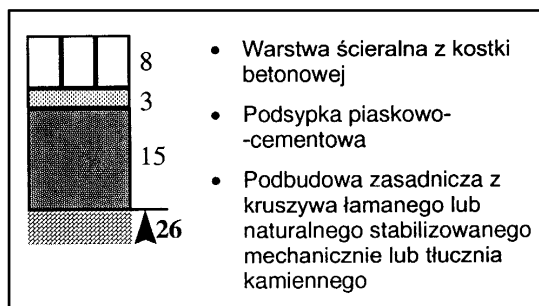 8
3
15
26
• Warstwa ścieralna z kostki
betonowej
• Podsypka piaskowo-
-cementowa
• Podbudowa zasadnicza z
kruszywa łamanego lub
naturalnego stabilizowanego
mechanicznie lub tłucznia
kamiennego